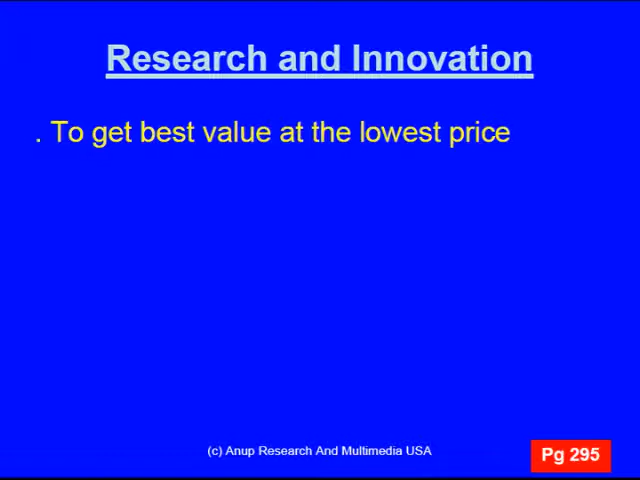 Research and Innovation
. To get best value at the lowest price
(c) Anup Research And Multimedia USA
Pg 295